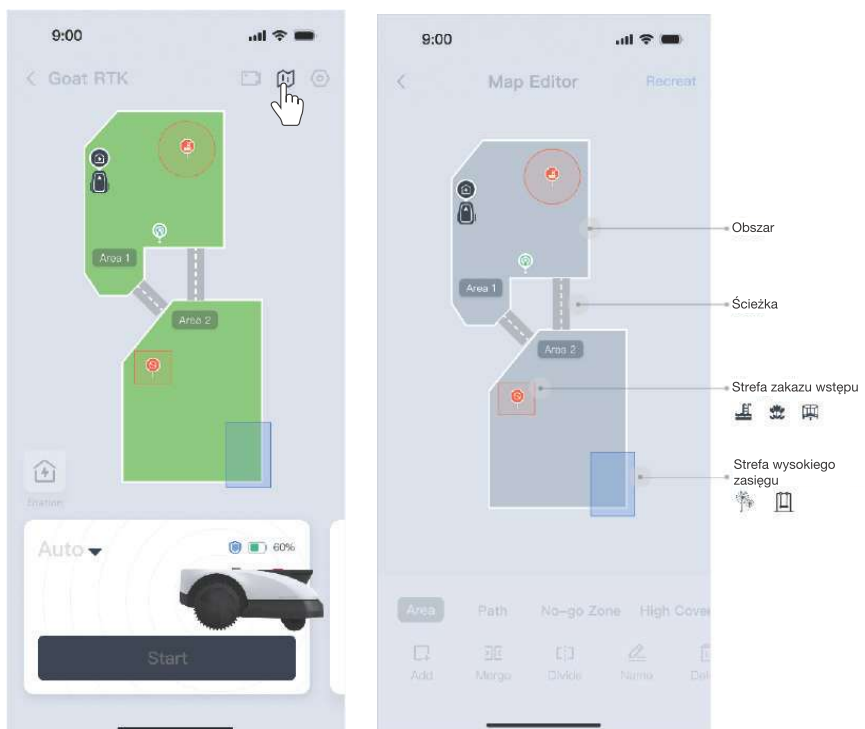 9:00
Goat RTK
Area 1
Area 2
Station
Auto
60%
Start
9:00
Map Editor
Recreat
Area 1
Area 2
Obszar
Ścieżka
Strefa zakazu wstępu
Strefa wysokiego
zasięgu
Area Path No-go Zone High Cove
Add Merge Divide Name Del